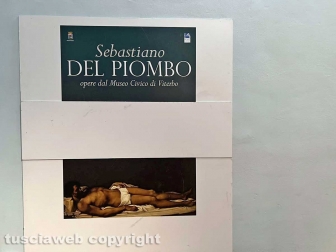 Sebastiano
DEL PIOMBO
opere dal Museo Civico di Viterbo
tusciaweb copyright